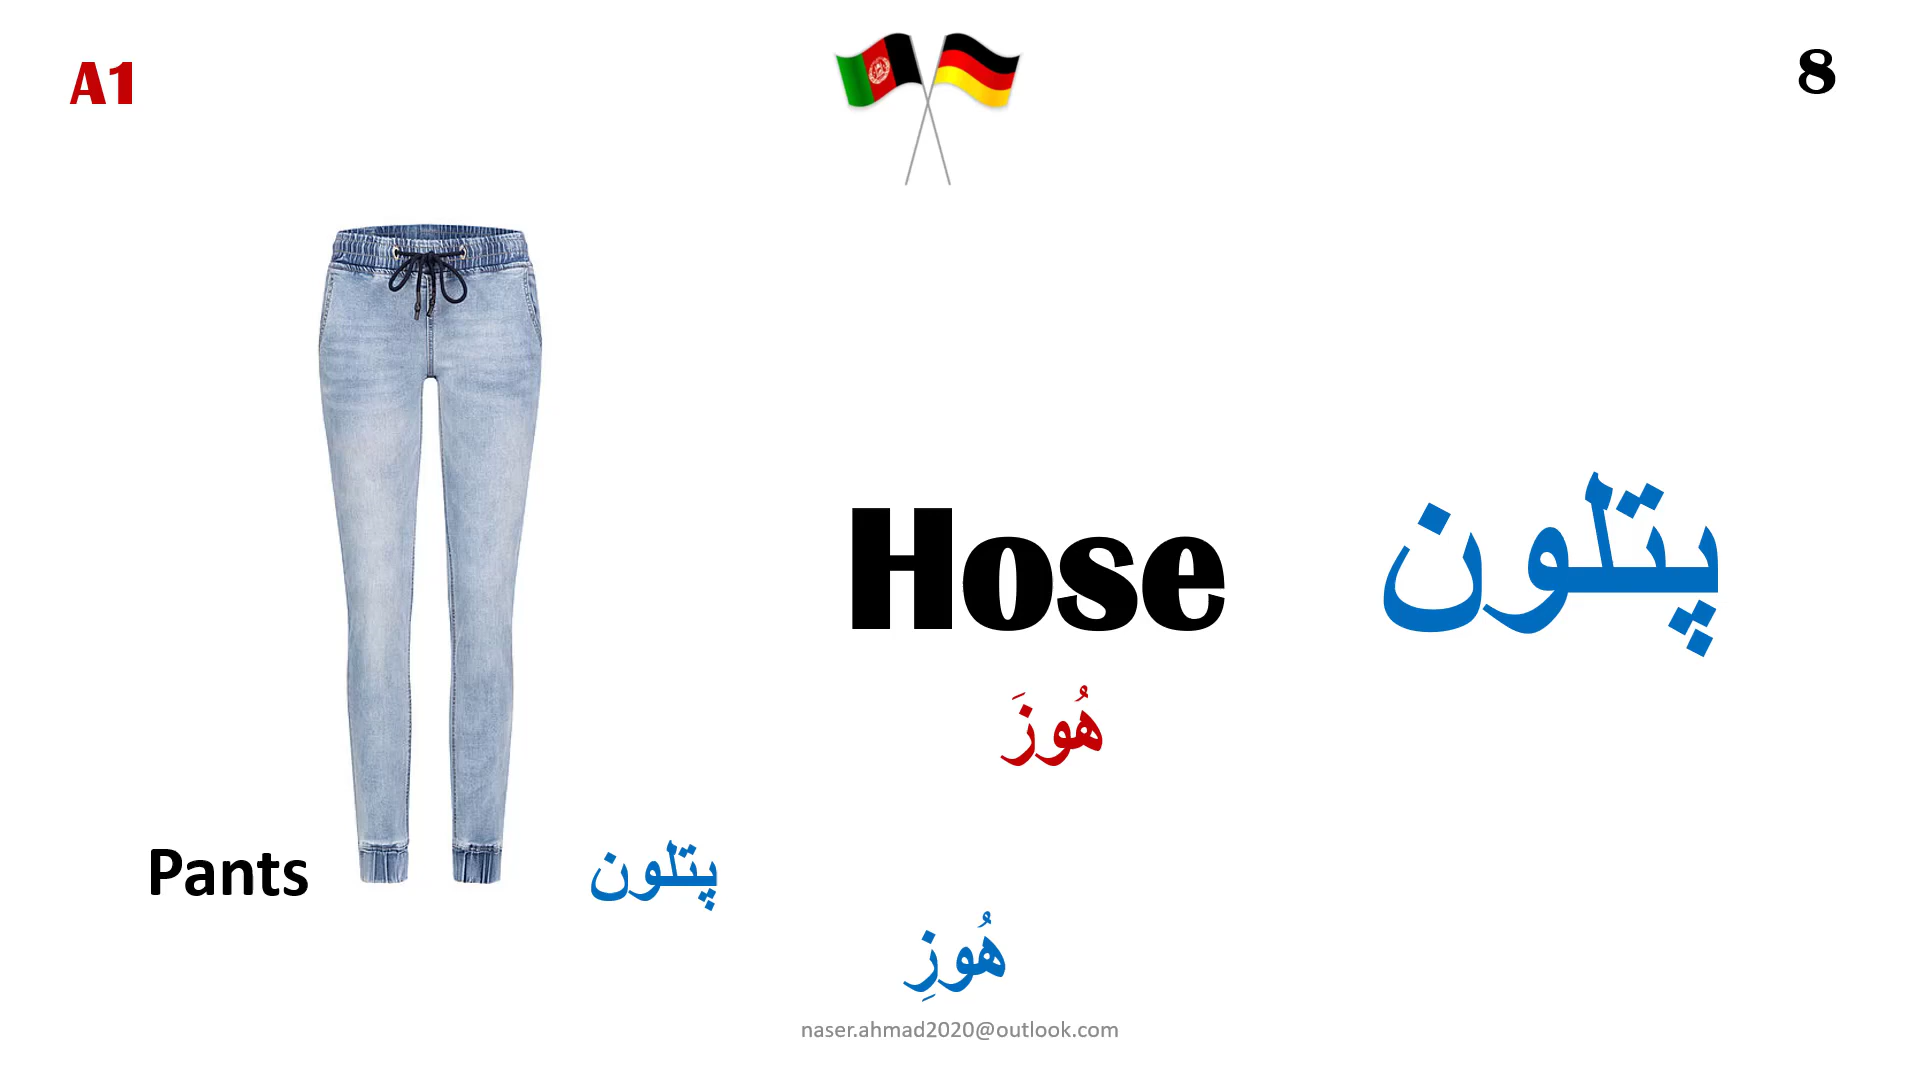 A1
8
Hose
پتلون
هُوزَ
Pants
پتلون
هُوزِ
naser.ahmad2020@outlook.com